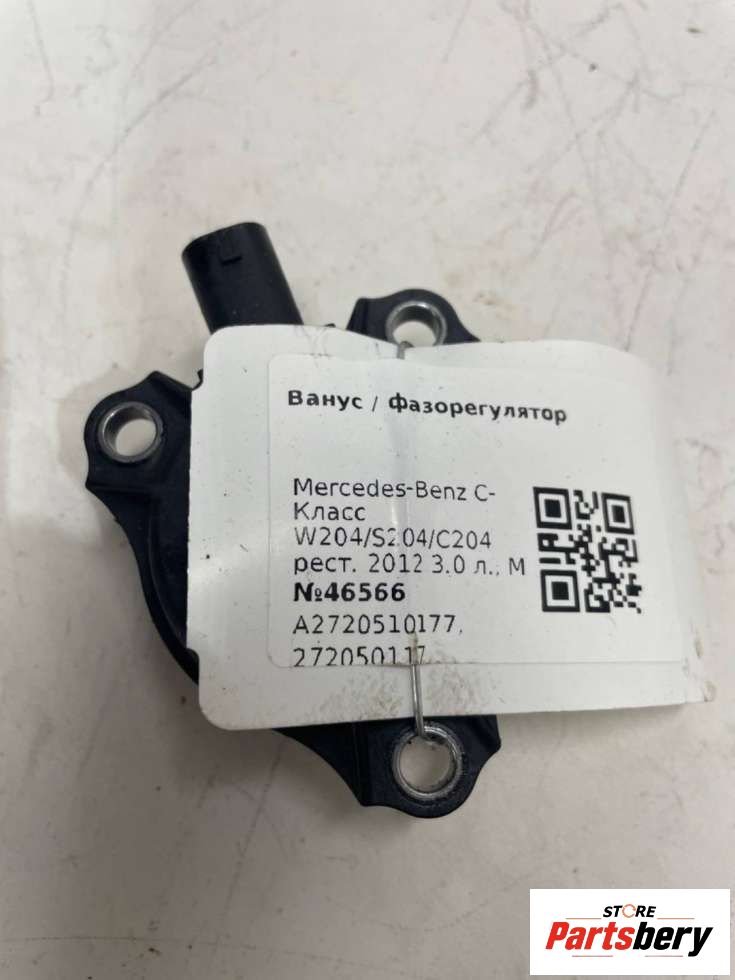 Ванус / фазорегулятор
Mercedes-Benz C-
Класс
W204/S204/C204
рест. 2012 3.0 л., М
№46566
A2720510177,
STORE
Partsbery